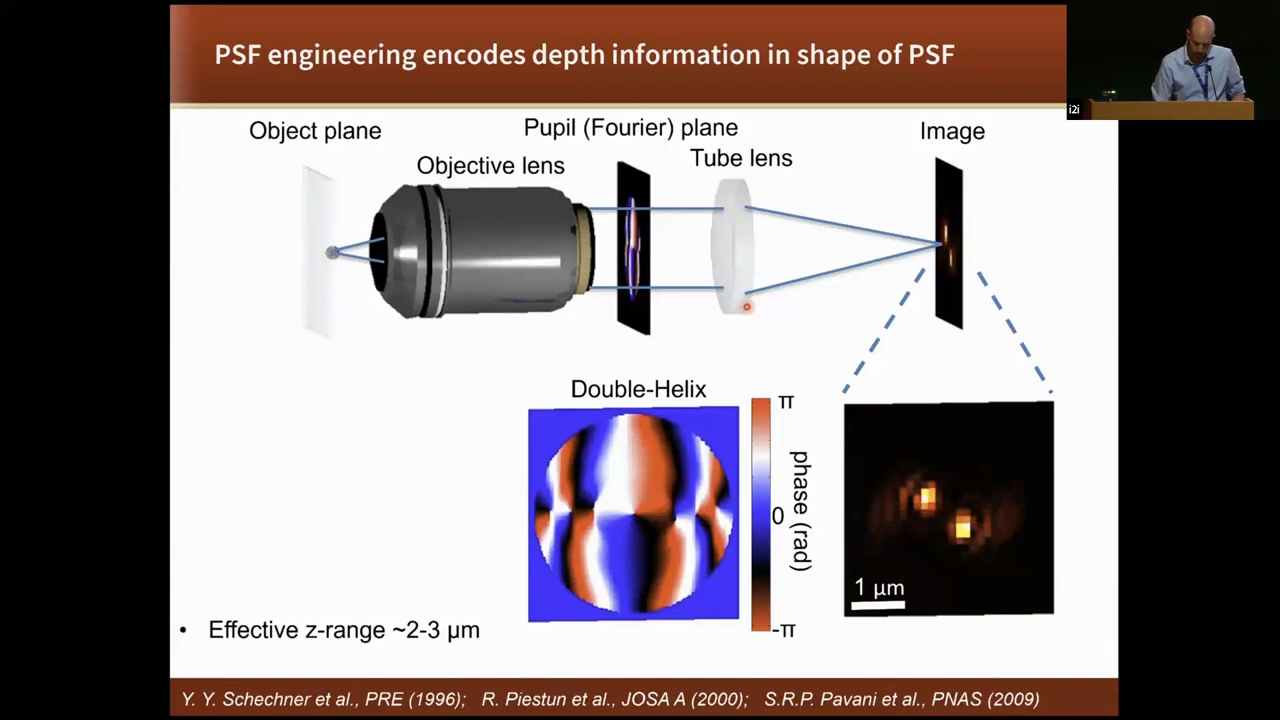 PSF engineering encodes depth information in shape of PSF
i2i
Object plane
Pupil (Fourier) plane
Image
Objective lens
Tube lens
Double-Helix
π
0
-π
phase (rad)
1 µm
• Effective z-range ~2-3 µm
Y. Y. Schechner et al., PRE (1996); R. Piestun et al., JOSA A (2000); S.R.P. Pavani et al., PNAS (2009)